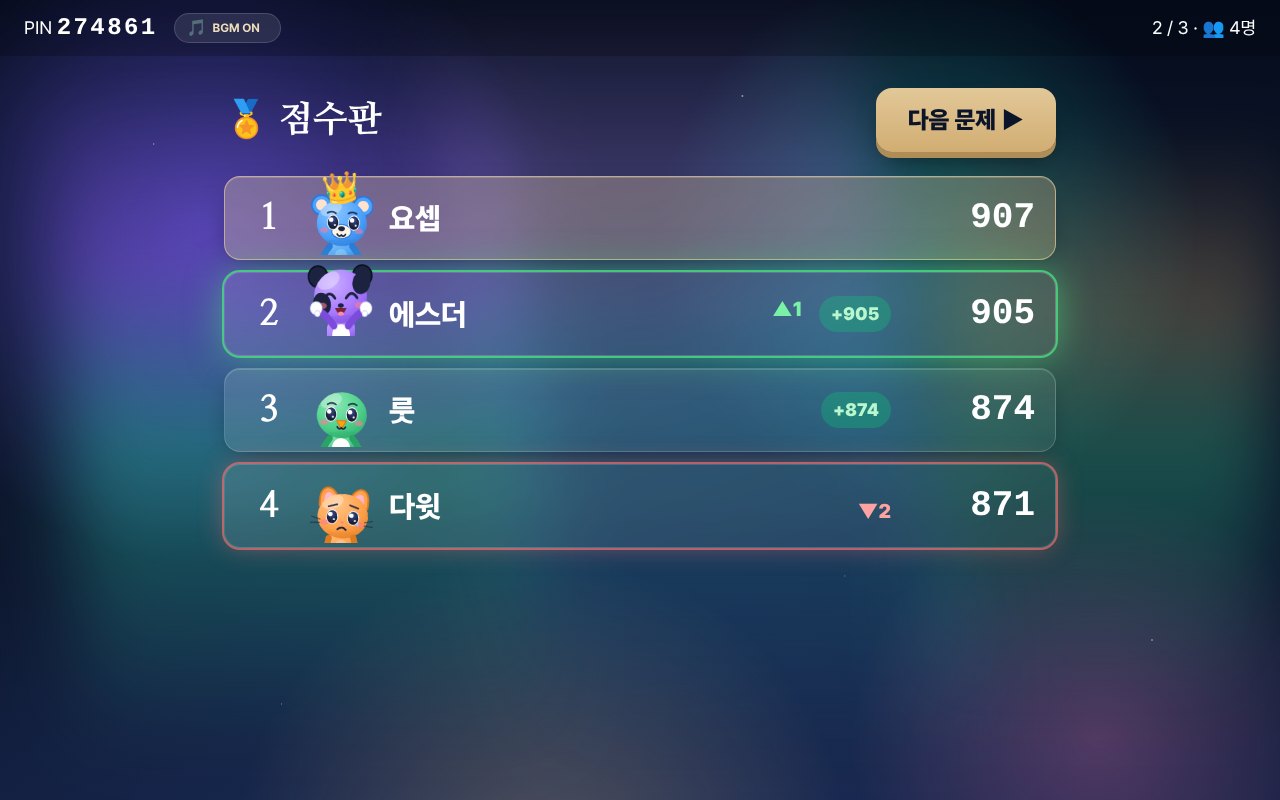 PIN 274861 🎵 BGM ON
2 / 3 · 👥 4명
🏅 점수판
다음 문제 ▶
1 요셉 907
2 에스더 ▲1 +905 905
3 룻 +874 874
4 다윗 ▼2 871